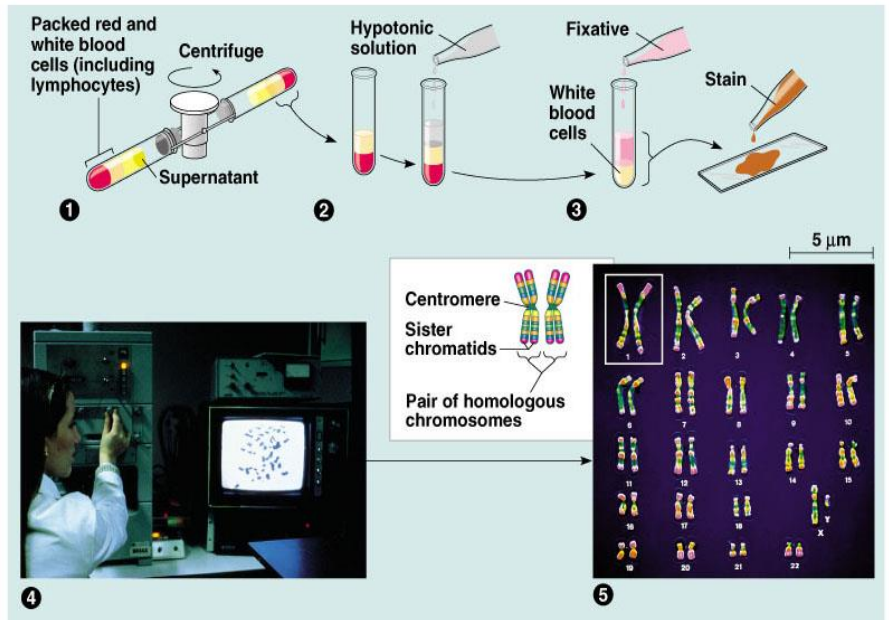 Packed red and
white blood
cells (including
lymphocytes)
Centrifuge
Supernatant
1
Hypotonic
solution
2
Fixative
White
blood
cells
3
Stain
4
Centromere
Sister
chromatids
Pair of homologous
chromosomes
5 μm
1 2 3 4 5
6 7 8 9 10
11 12 13 14 15
16 17 18 X Y
19 20 21 22
5